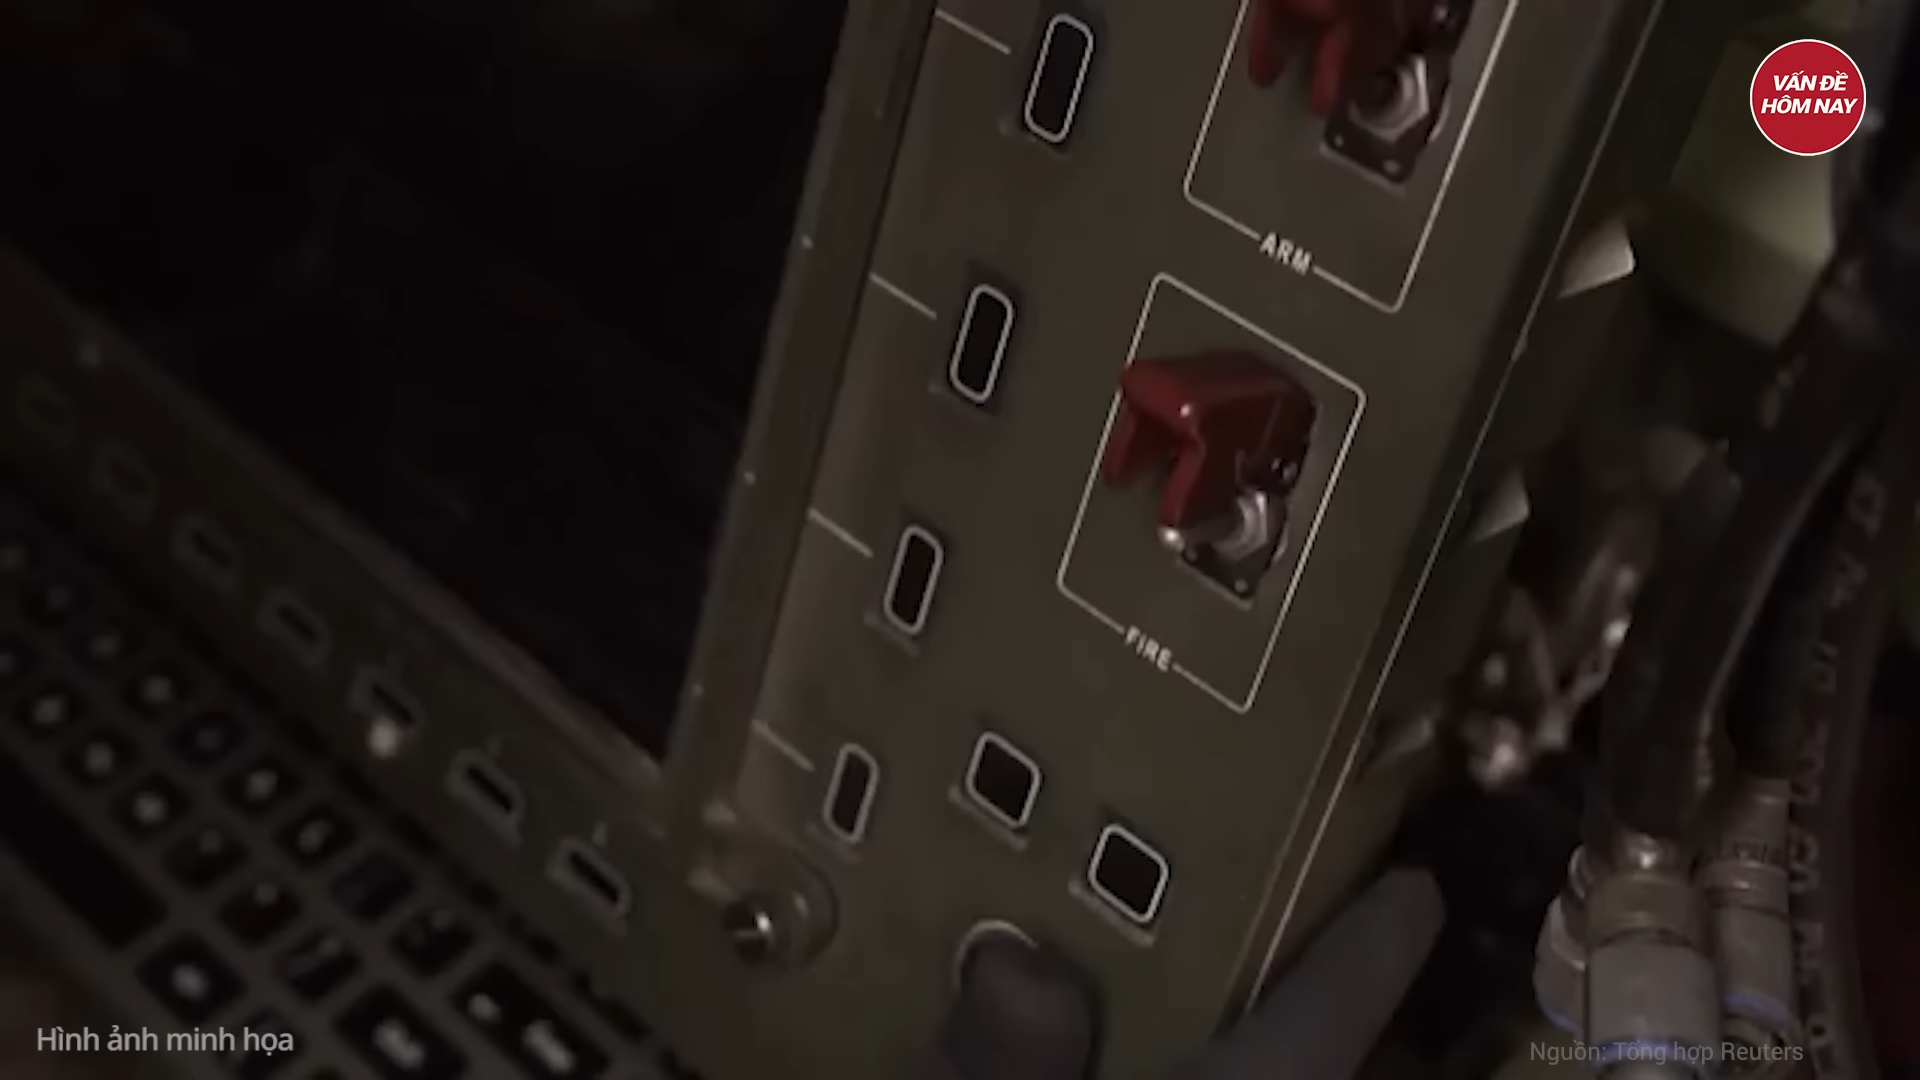 VẤN ĐỀ
HÔM NAY
ARM
FIRE
Hình ảnh minh họa
Nguồn: Tổng hợp Reuters